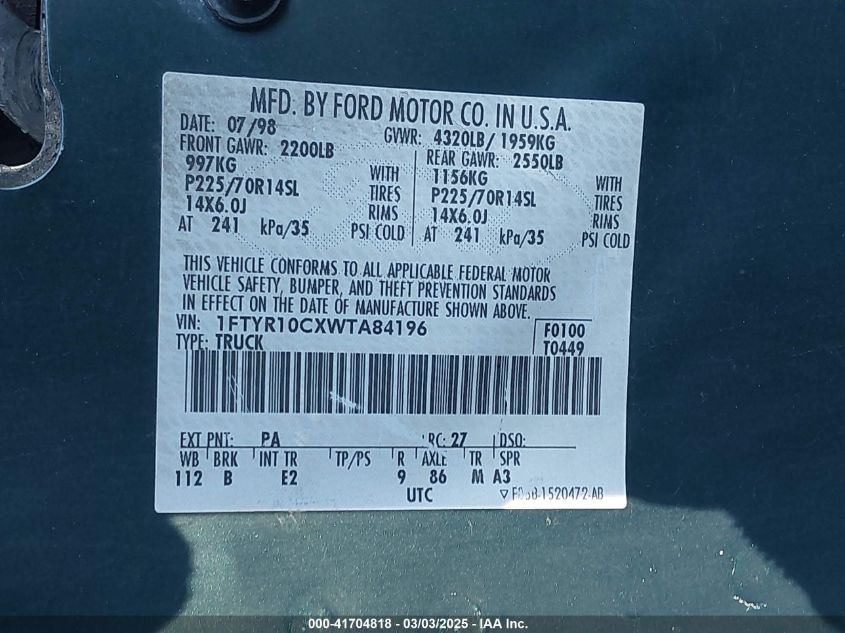 MFD. BY FORD MOTOR CO. IN U.S.A.
DATE: 07/98 GVWR: 4320LB/ 1959KG
FRONT GAWR: 2200LB REAR GAWR: 2550LB
997KG WITH 1156KG WITH
P225/70R14SL TIRES P225/70R14SL TIRES
14X6.0J RIMS 14X6.0J RIMS
AT 241 kPa/35 PSI COLD AT 241 kPa/35 PSI COLD
THIS VEHICLE CONFORMS TO ALL APPLICABLE FEDERAL MOTOR
VEHICLE SAFETY, BUMPER, AND THEFT PREVENTION STANDARDS
IN EFFECT ON THE DATE OF MANUFACTURE SHOWN ABOVE.
VIN: 1FTYR10CXWTA84196 F0100
TYPE: TRUCK T0449
EXT PNT: PA RC: 27 DSO:
WB BRK INT TR TP/PS R AXLE TR SPR
112 B E2 9 86 M A3
UTC
000-41704818 - 03/03/2025 - IAA Inc.